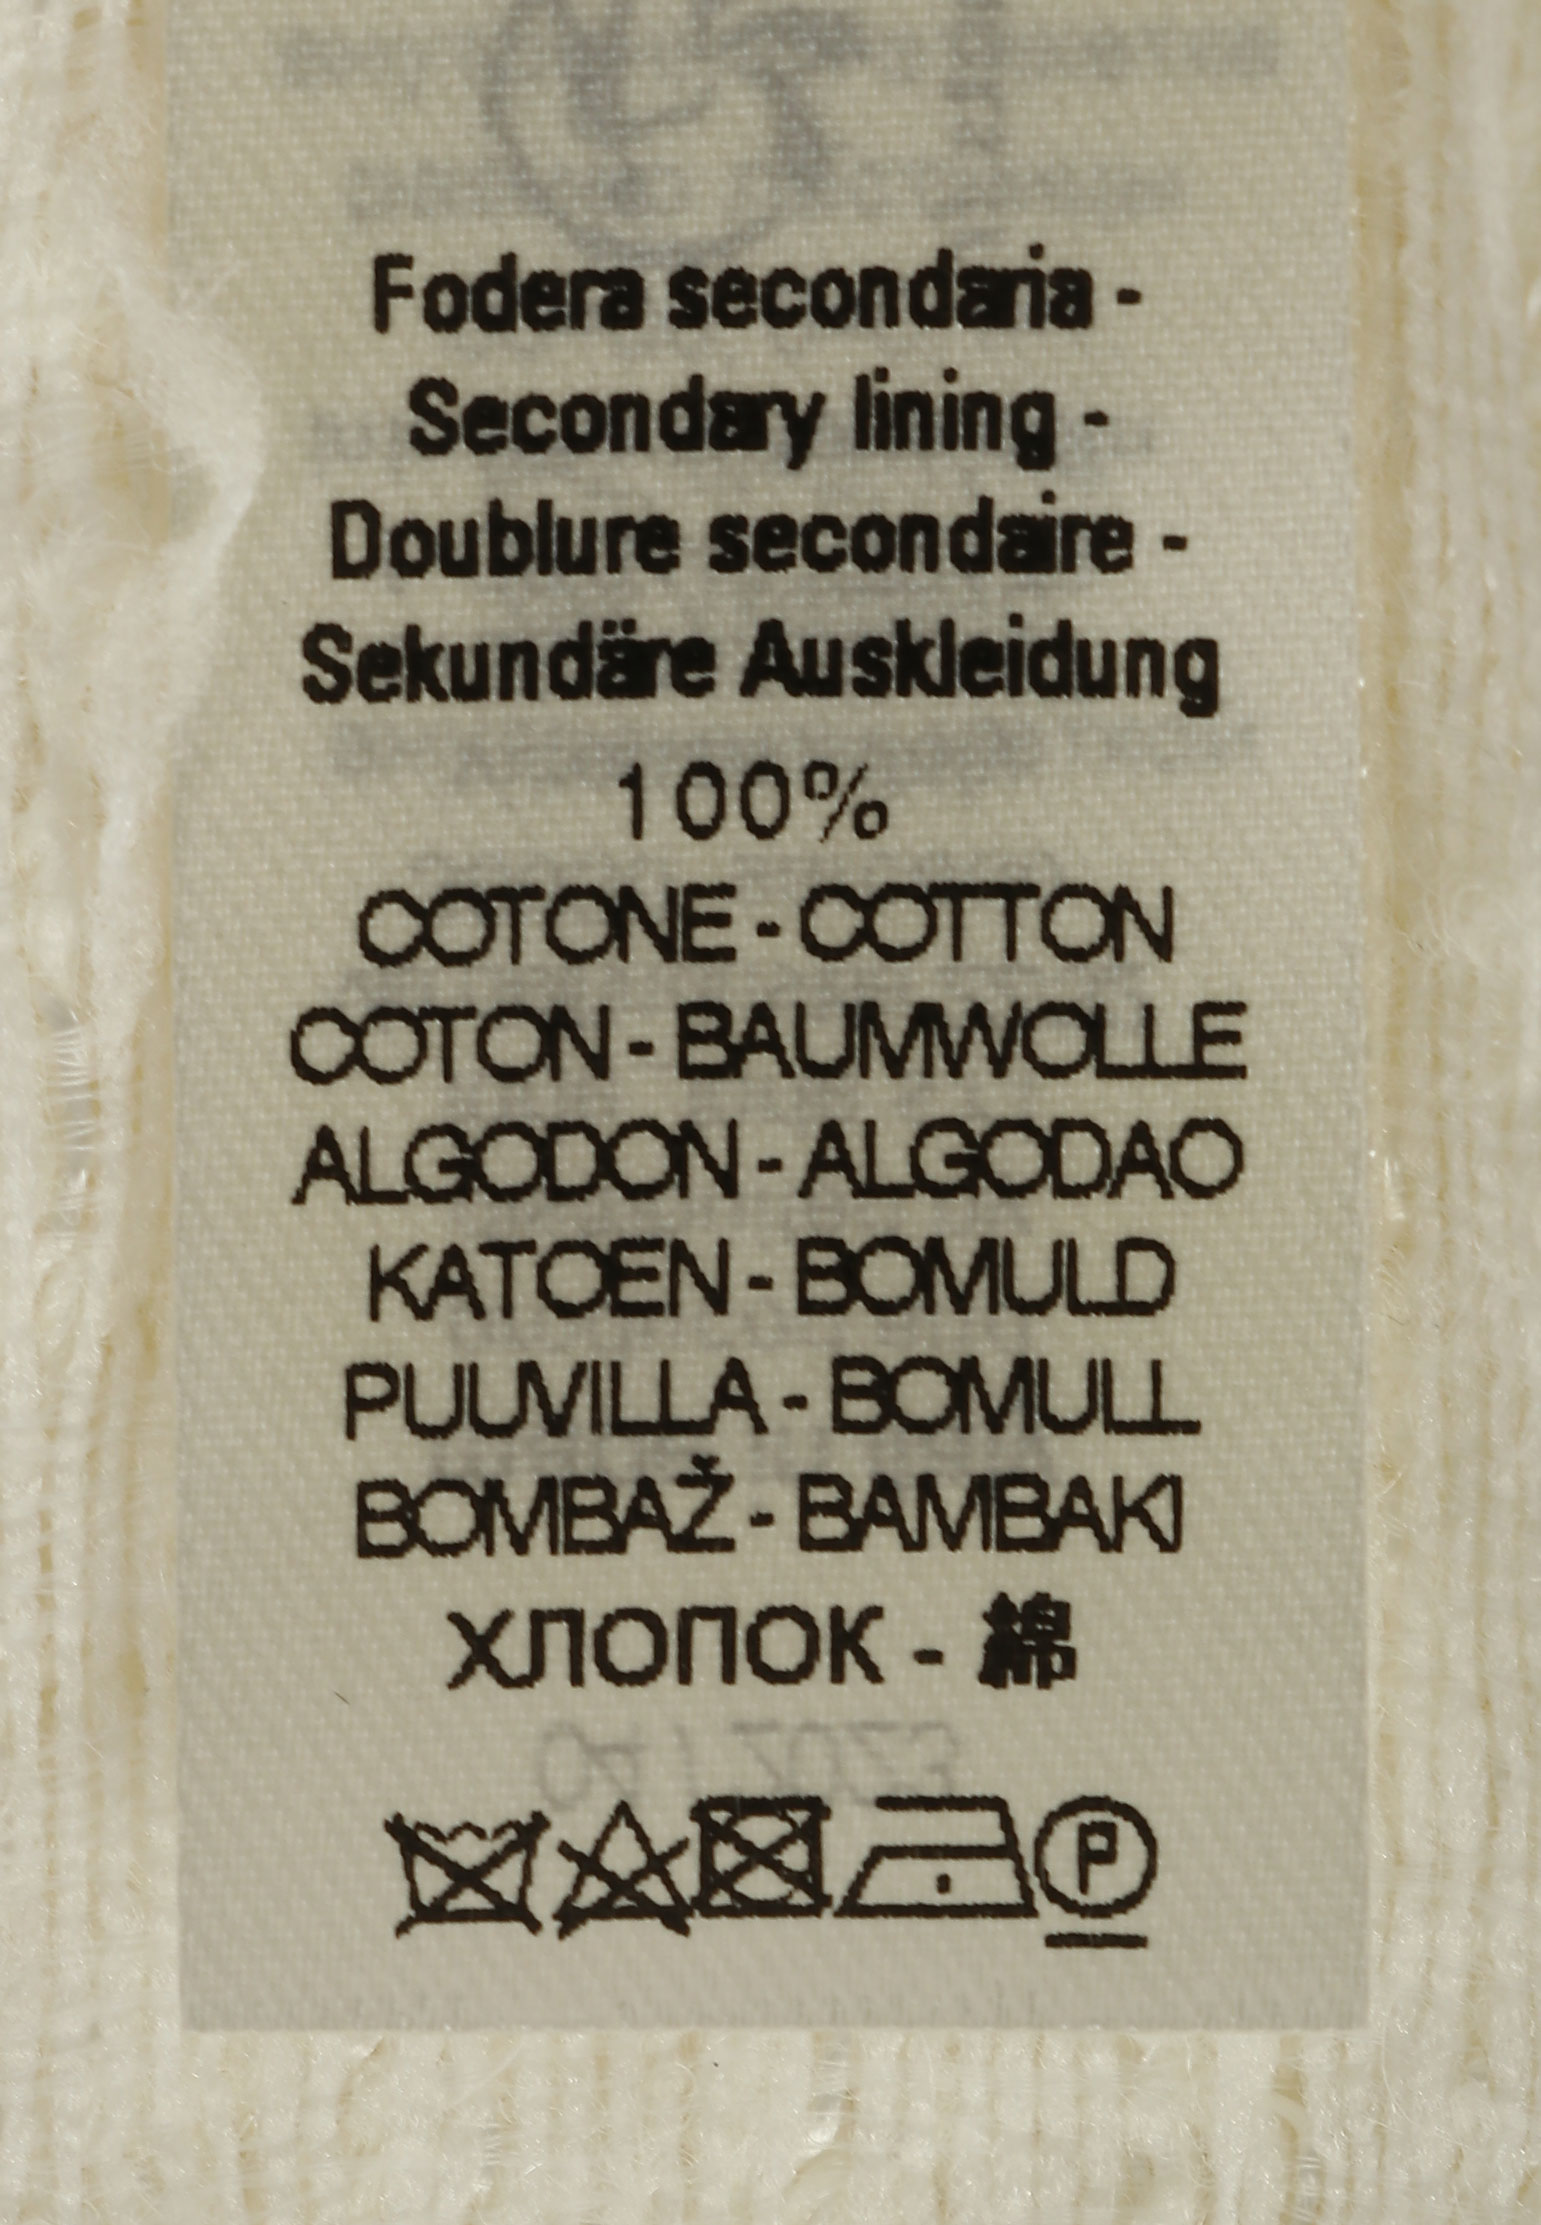 Fodera secondaria -
Secondary lining -
Doublure secondaire -
Sekundäre Auskleidung
100%
COTONE - COTTON
COTON - BAUMWOLLE
ALGODON - ALGODAO
KATOEN - BOMULD
PUUVILLA - BOMULL
BOMBAŽ - BAMBAKI
ХЛОПОК - 綿
P